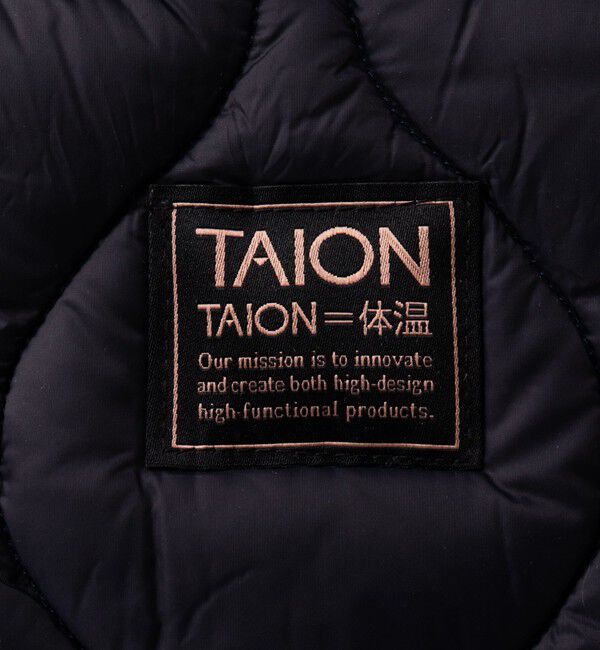 TAION
TAION=体温
Our mission is to innovate
and create both high-design
high-functional products.